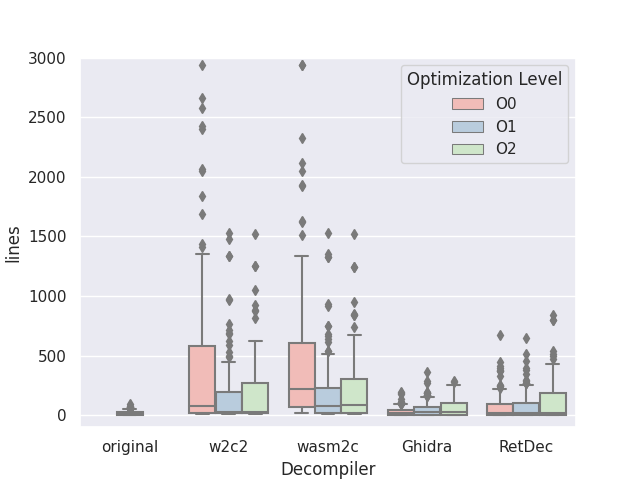 3000
2500
2000
1500
1000
500
0
lines
Optimization Level
O0
O1
O2
original w2c2 wasm2c Ghidra RetDec
Decompiler